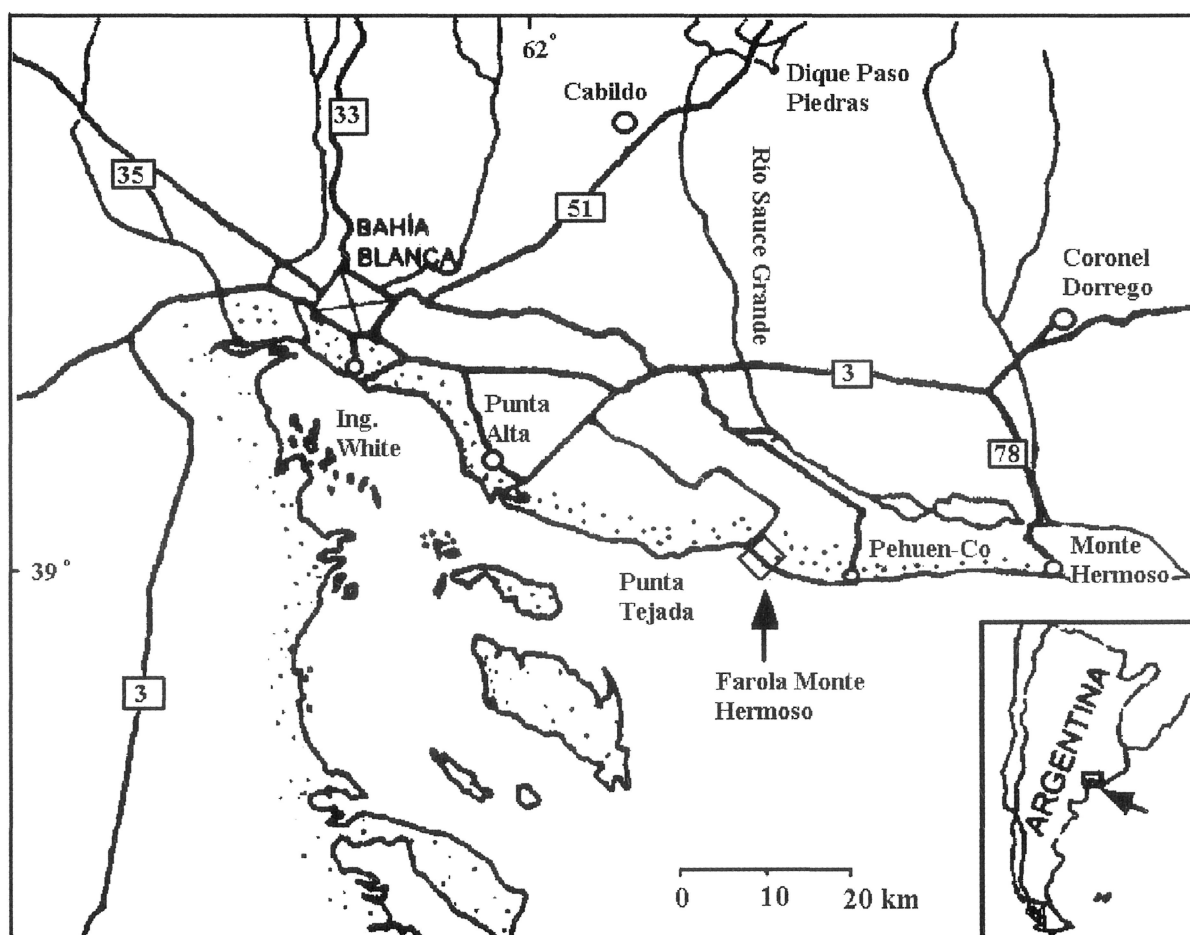 62°
Cabildo
Dique Paso
Piedras
33
35
51
BAHÍA
BLANCA
Río Sauce Grande
Coronel
Dorrego
3
Punta
Alta
Ing.
White
78
Pehuen-Co
Monte
Hermoso
39°
Punta
Tejada
Farola Monte
Hermoso
3
ARGENTINA
0 10 20 km